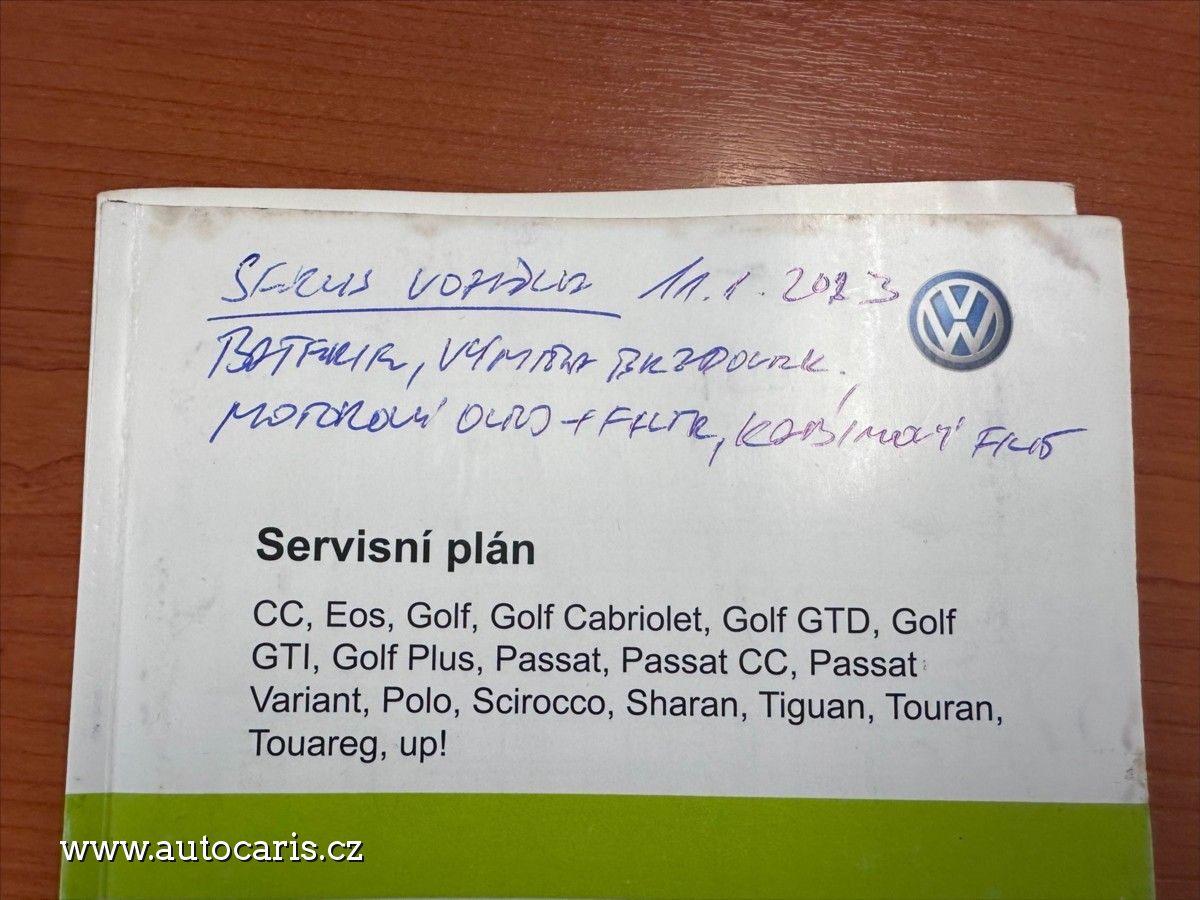 SERVIS VOZIDLA 11.1.2023
BATERIE, VÝMĚNA BRZDOVEK.
MOTOROVÝ OLEJ + FILTR, KABINOVÝ FILTR
Servisní plán
CC, Eos, Golf, Golf Cabriolet, Golf GTD, Golf
GTI, Golf Plus, Passat, Passat CC, Passat
Variant, Polo, Scirocco, Sharan, Tiguan, Touran,
Touareg, up!
www.autocaris.cz